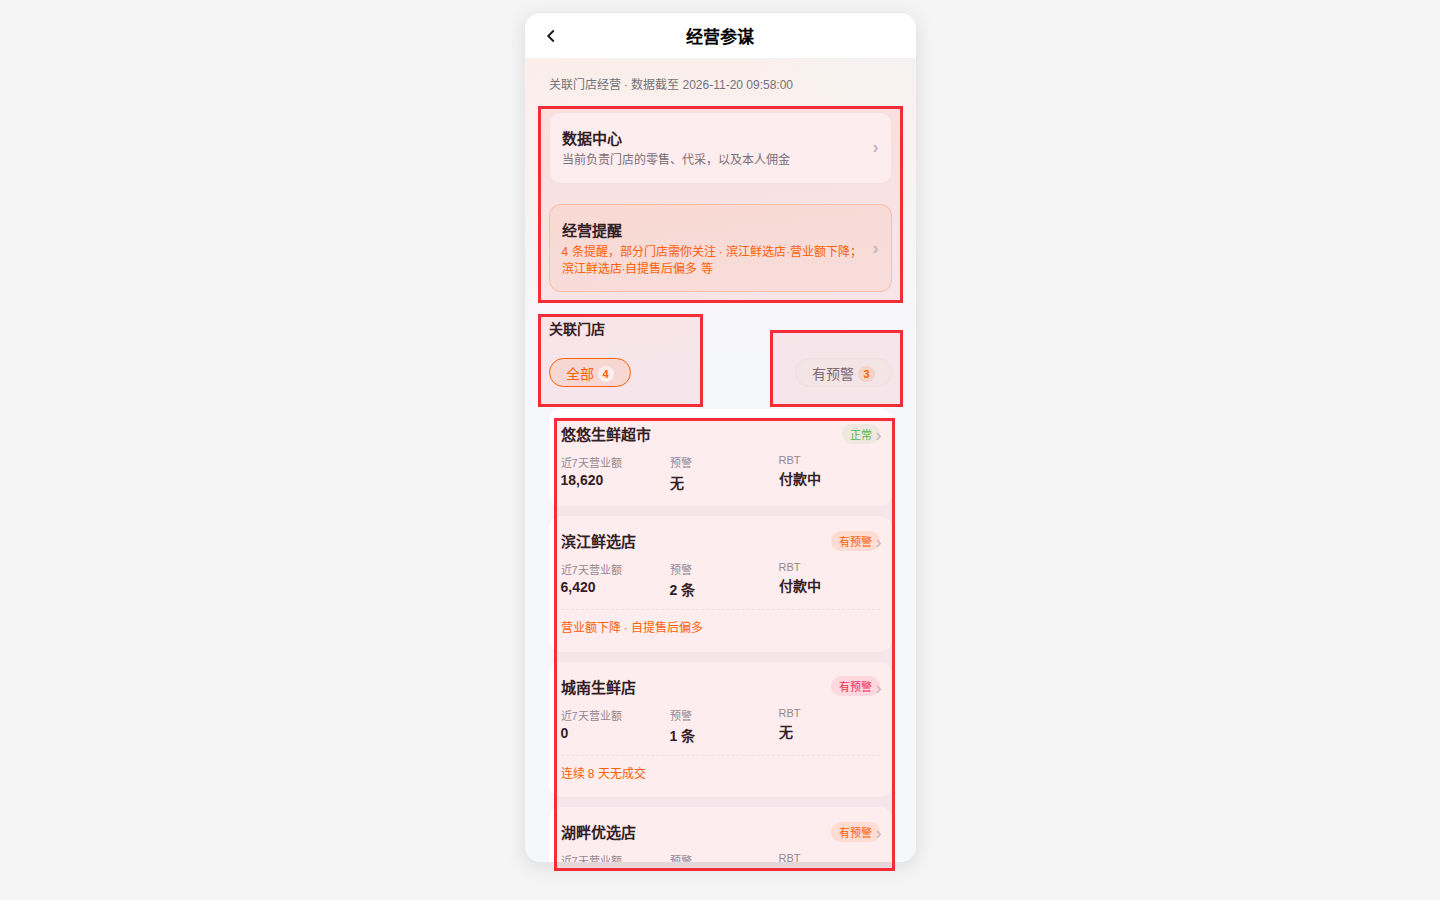 经营参谋
关联门店经营 · 数据截至 2026-11-20 09:58:00
数据中心
当前负责门店的零售、代采，以及本人佣金
经营提醒
4 条提醒，部分门店需你关注 · 滨江鲜选店·营业额下降；
滨江鲜选店·自提售后偏多 等
关联门店
全部 4
有预警 3
悠悠生鲜超市
正常
近7天营业额 预警 RBT
18,620 无 付款中
滨江鲜选店
有预警
近7天营业额 预警 RBT
6,420 2 条 付款中
营业额下降 · 自提售后偏多
城南生鲜店
有预警
近7天营业额 预警 RBT
0 1 条 无
连续 8 天无成交
湖畔优选店
有预警
近7天营业额 预警 RBT